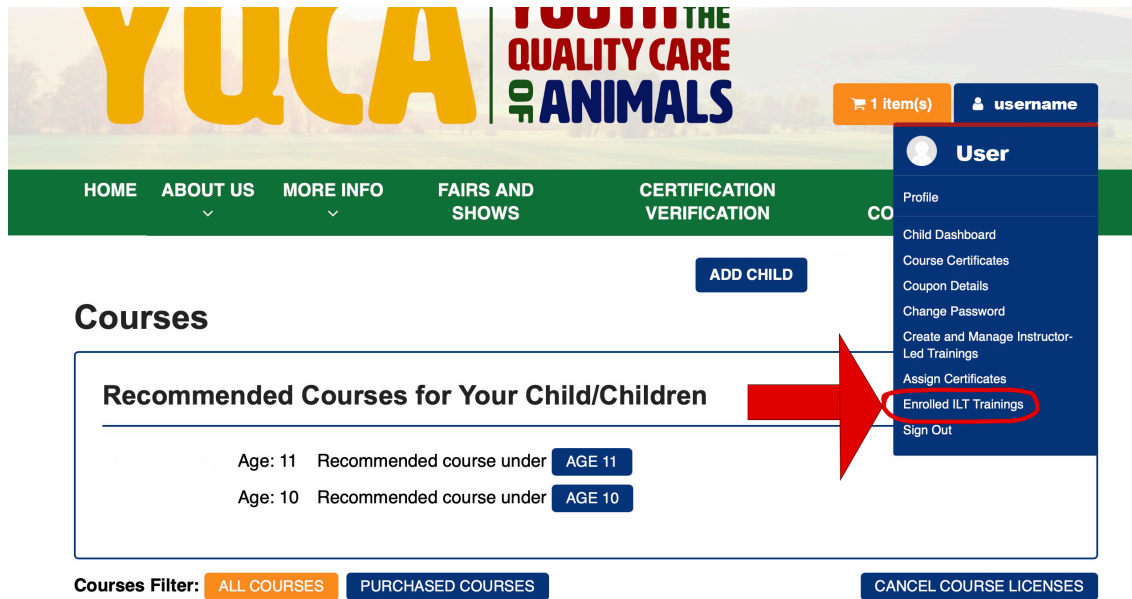 YQCA
YOUTH THE
QUALITY CARE
OF ANIMALS
1 item(s)
username
User
HOME
ABOUT US
MORE INFO
FAIRS AND
SHOWS
CERTIFICATION
VERIFICATION
CO
Profile
Child Dashboard
Course Certificates
Coupon Details
Change Password
Create and Manage Instructor-
Led Trainings
Assign Certificates
Enrolled ILT Trainings
Sign Out
ADD CHILD
Courses
Recommended Courses for Your Child/Children
Age: 11 Recommended course under AGE 11
Age: 10 Recommended course under AGE 10
Courses Filter: ALL COURSES PURCHASED COURSES CANCEL COURSE LICENSES